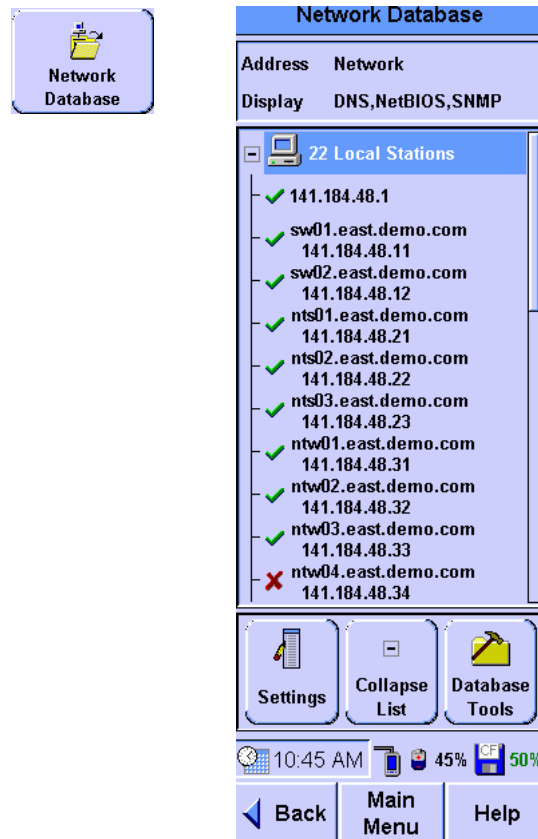 Network
Database
Network Database
Address Network
Display DNS,NetBIOS,SNMP
22 Local Stations
141.184.48.1
sw01.east.demo.com
141.184.48.11
sw02.east.demo.com
141.184.48.12
nts01.east.demo.com
141.184.48.21
nts02.east.demo.com
141.184.48.22
nts03.east.demo.com
141.184.48.23
ntw01.east.demo.com
141.184.48.31
ntw02.east.demo.com
141.184.48.32
ntw03.east.demo.com
141.184.48.33
ntw04.east.demo.com
141.184.48.34
Settings
Collapse
List
Database
Tools
10:45 AM 45% CF 50%
Back
Main
Menu
Help